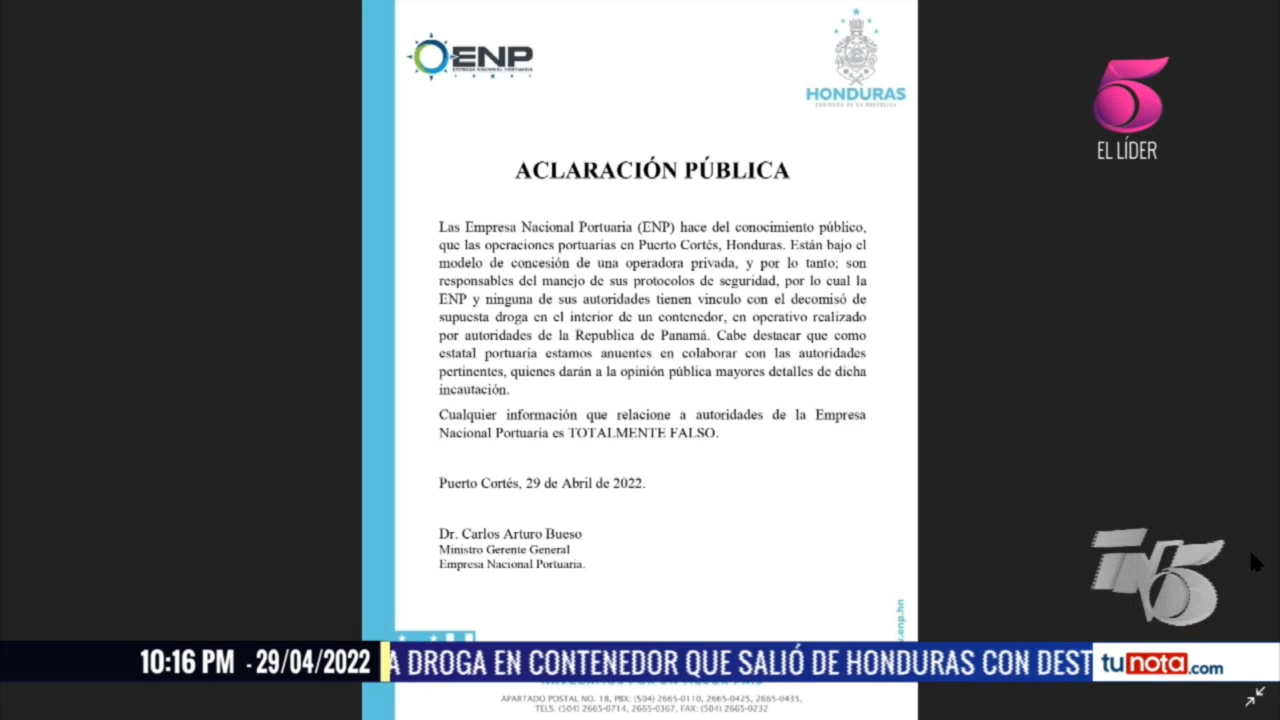 ENP
EMPRESA NACIONAL PORTUARIA
HONDURAS
GOBIERNO DE LA REPÚBLICA
5
EL LÍDER
ACLARACIÓN PÚBLICA
Las Empresa Nacional Portuaria (ENP) hace del conocimiento público,
que las operaciones portuarias en Puerto Cortés, Honduras. Están bajo el
modelo de concesión de una operadora privada, y por lo tanto; son
responsables del manejo de sus protocolos de seguridad, por lo cual la
ENP y ninguna de sus autoridades tienen vinculo con el decomisó de
supuesta droga en el interior de un contenedor, en operativo realizado
por autoridades de la Republica de Panamá. Cabe destacar que como
estatal portuaria estamos anuentes en colaborar con las autoridades
pertinentes, quienes darán a la opinión pública mayores detalles de dicha
incautación.
Cualquier información que relacione a autoridades de la Empresa
Nacional Portuaria es TOTALMENTE FALSO.
Puerto Cortés, 29 de Abril de 2022.
Dr. Carlos Arturo Bueso
Ministro Gerente General
Empresa Nacional Portuaria.
TN5
.enp.hn
10:16 PM - 29/04/2022
A DROGA EN CONTENEDOR QUE SALIÓ DE HONDURAS CON DEST
tunota.com
APARTADO POSTAL NO. 18, PBX: (504) 2665-0110, 2665-0425, 2665-0435,
TELS. (504) 2665-0714, 2665-0367, FAX: (504) 2665-0232